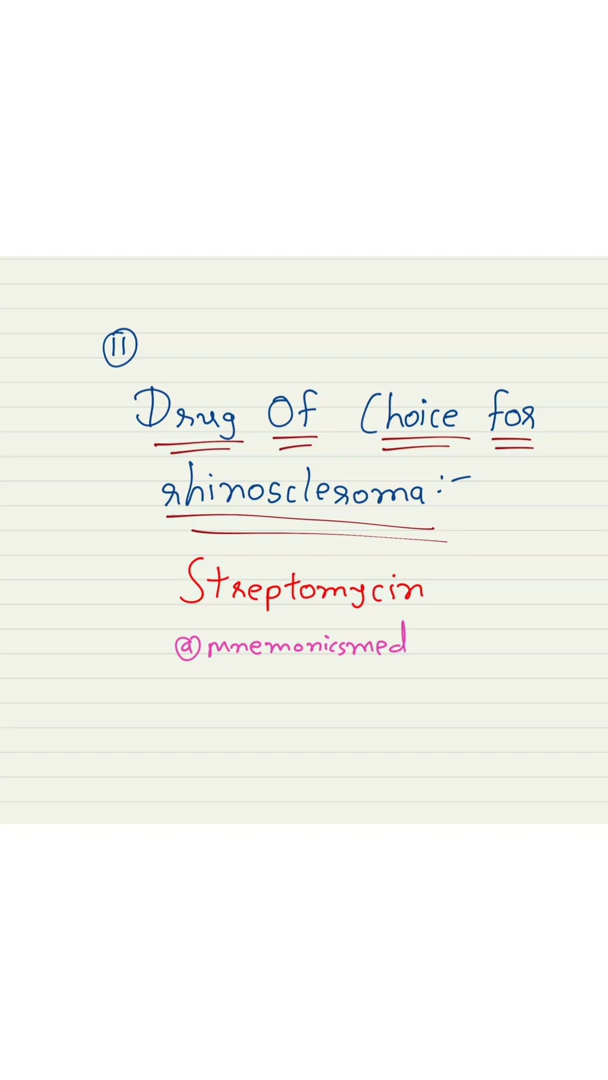 11
Drug Of Choice for
rhinoscleroma :-
Streptomycin
@mnemonicsmed